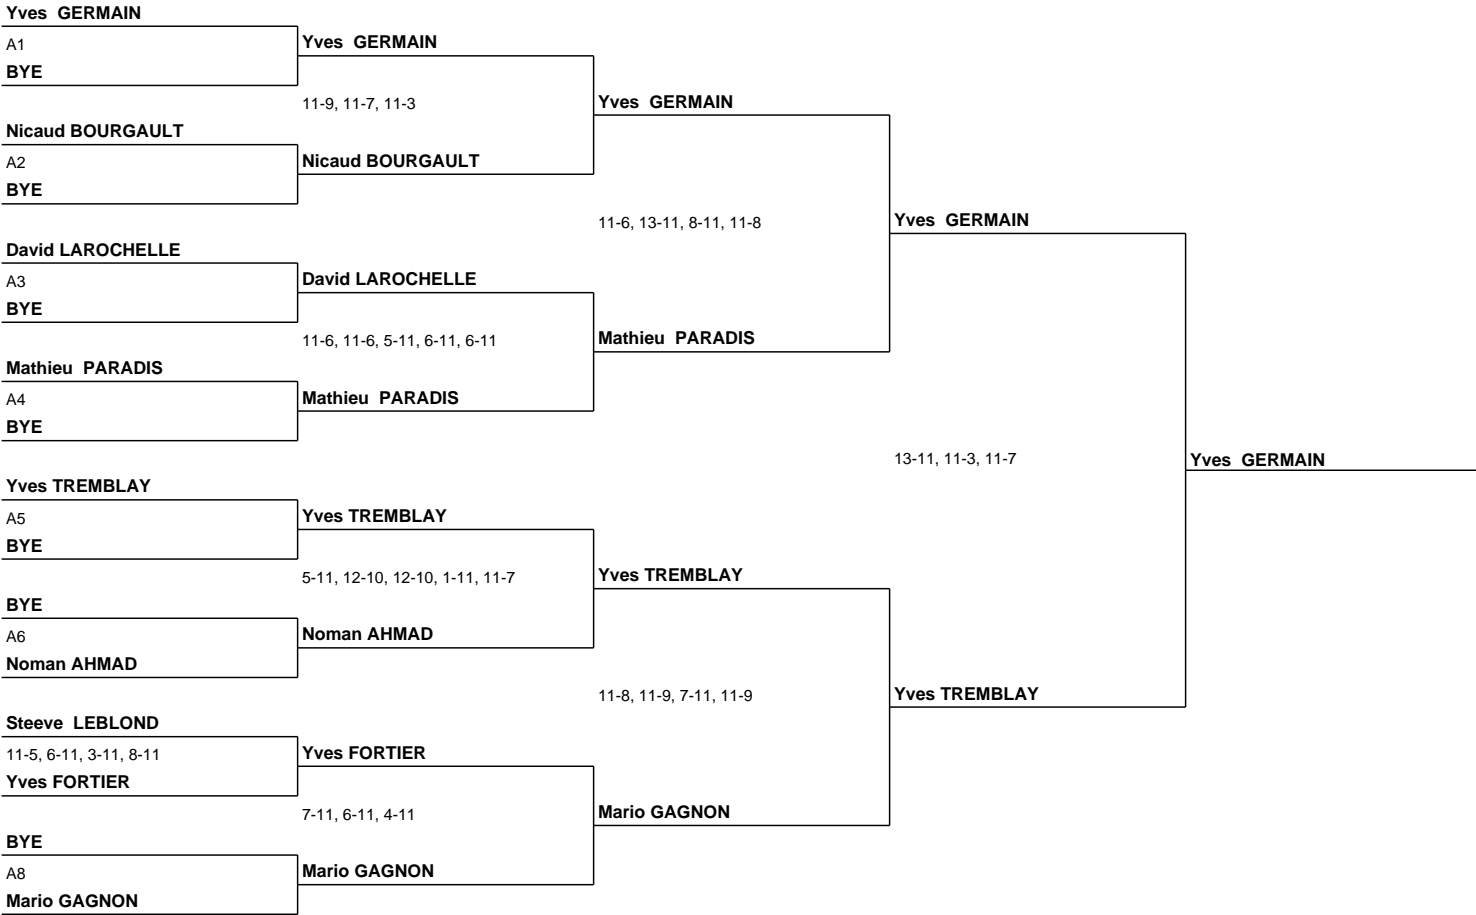 Yves  GERMAIN
A1
BYE
Yves  GERMAIN
11-9, 11-7, 11-3
Nicaud BOURGAULT
A2
BYE
Nicaud BOURGAULT
Yves  GERMAIN
11-6, 13-11, 8-11, 11-8
David LAROCHELLE
A3
BYE
David LAROCHELLE
11-6, 11-6, 5-11, 6-11, 6-11
Mathieu  PARADIS
A4
BYE
Mathieu  PARADIS
Mathieu  PARADIS
Yves  GERMAIN
13-11, 11-3, 11-7
Yves  GERMAIN
Yves TREMBLAY
A5
BYE
Yves TREMBLAY
5-11, 12-10, 12-10, 1-11, 11-7
BYE
A6
Noman AHMAD
Noman AHMAD
Yves TREMBLAY
11-8, 11-9, 7-11, 11-9
Yves TREMBLAY
Steeve  LEBLOND
11-5, 6-11, 3-11, 8-11
Yves FORTIER
Yves FORTIER
7-11, 6-11, 4-11
BYE
A8
Mario GAGNON
Mario GAGNON
Mario GAGNON